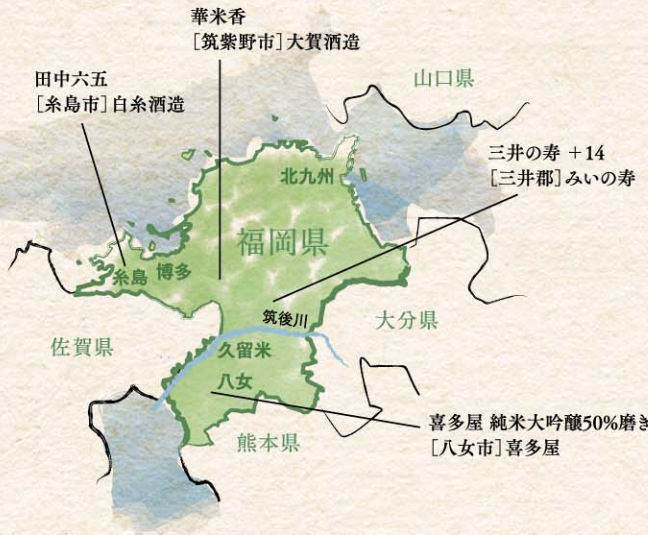 華米香
[筑紫野市]大賀酒造
田中六五
[糸島市]白糸酒造
山口県
三井の寿 +14
[三井郡]みいの寿
北九州
福岡県
糸島
博多
筑後川
大分県
佐賀県
久留米
八女
熊本県
喜多屋 純米大吟醸50%磨き
[八女市]喜多屋